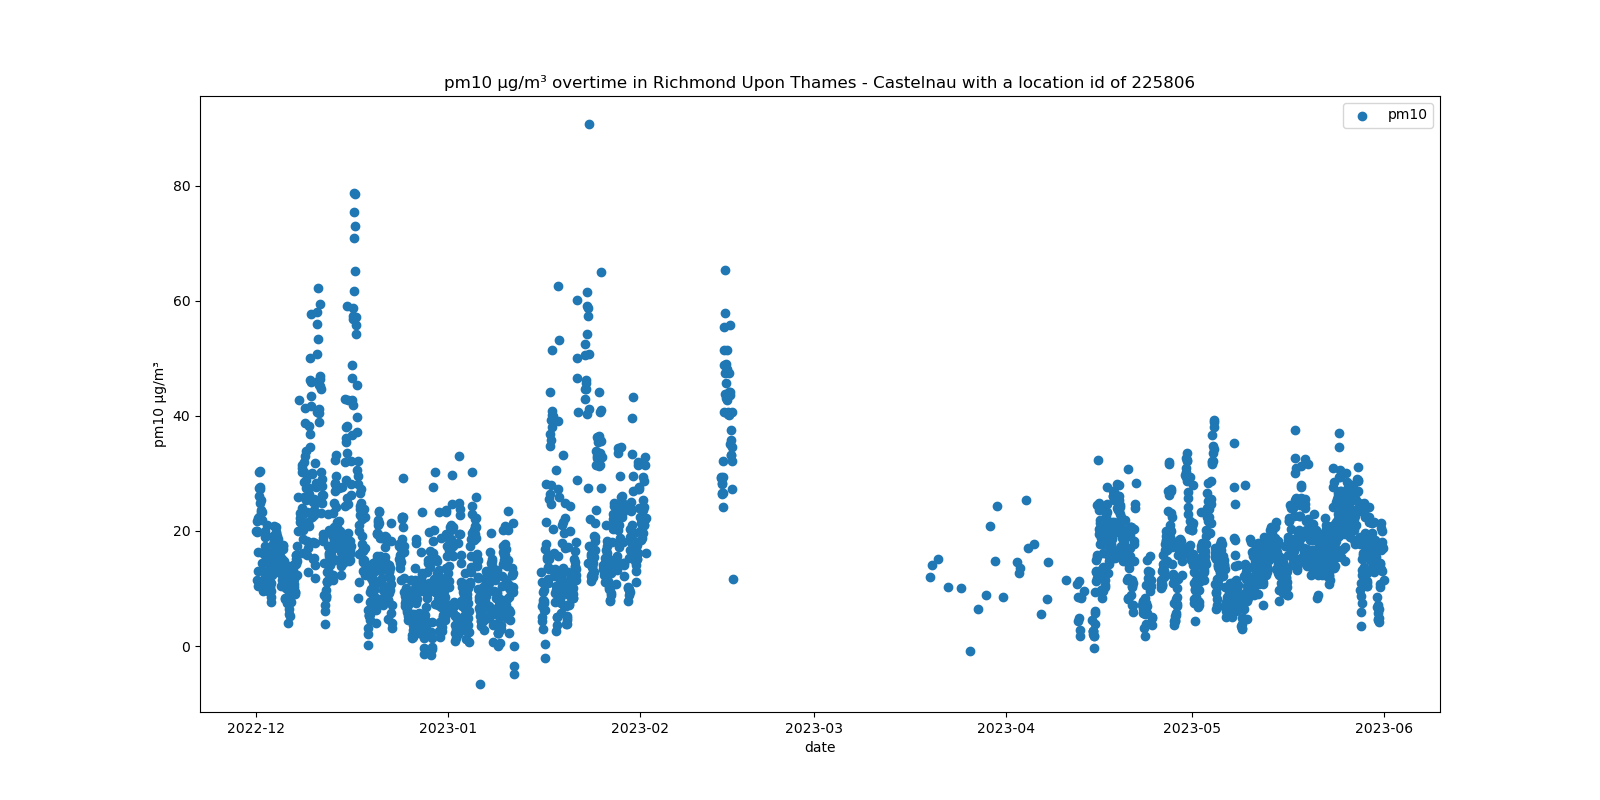 pm10 µg/m³ overtime in Richmond Upon Thames - Castelnau with a location id of 225806
pm10
80
60
40
20
0
pm10 µg/m³
2022-12 2023-01 2023-02 2023-03 2023-04 2023-05 2023-06
date